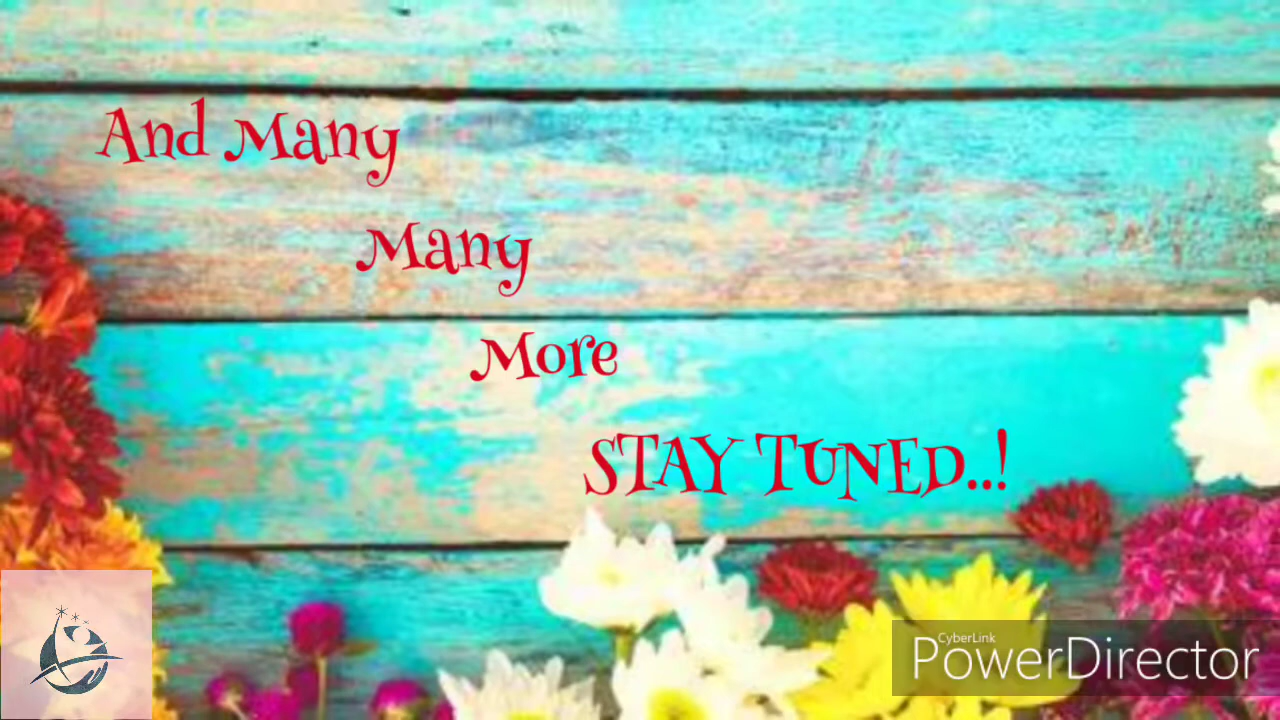 And Many
Many
More
STAY TUNED..!
CyberLink
PowerDirector